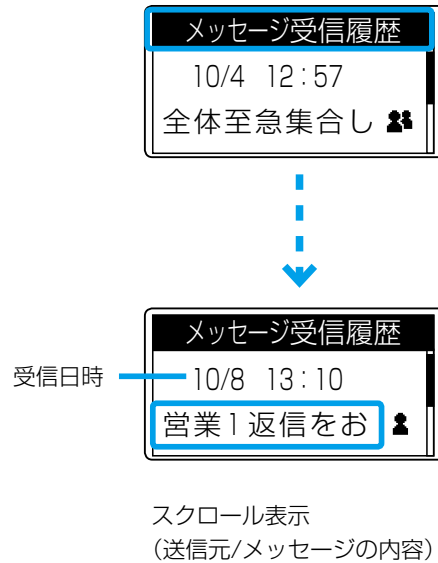 メッセージ受信履歴
10/4 12:57
全体至急集合し
メッセージ受信履歴
受信日時
10/8 13:10
営業1返信をお
スクロール表示
(送信元/メッセージの内容)